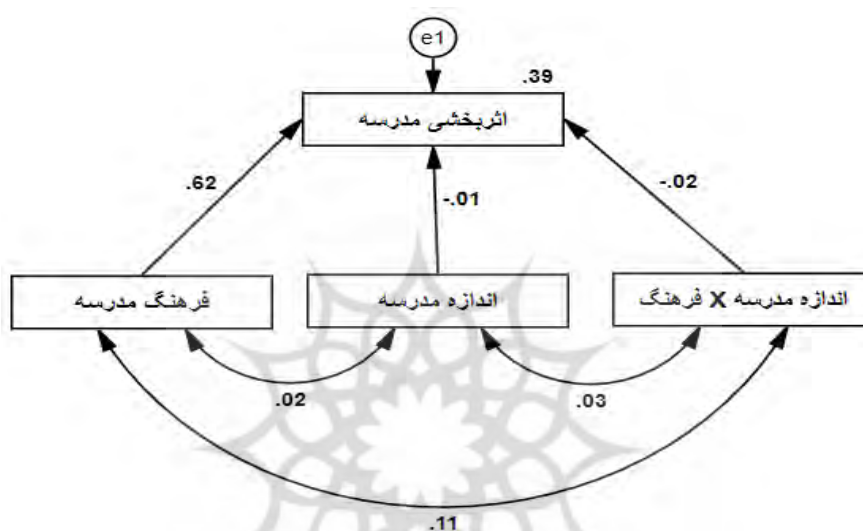 e1
.39
اثربخشی مدرسه
.62
-.01
-.02
فرهنگ مدرسه
اندازه مدرسه
اندازه مدرسه X فرهنگ
.02
.03
.11